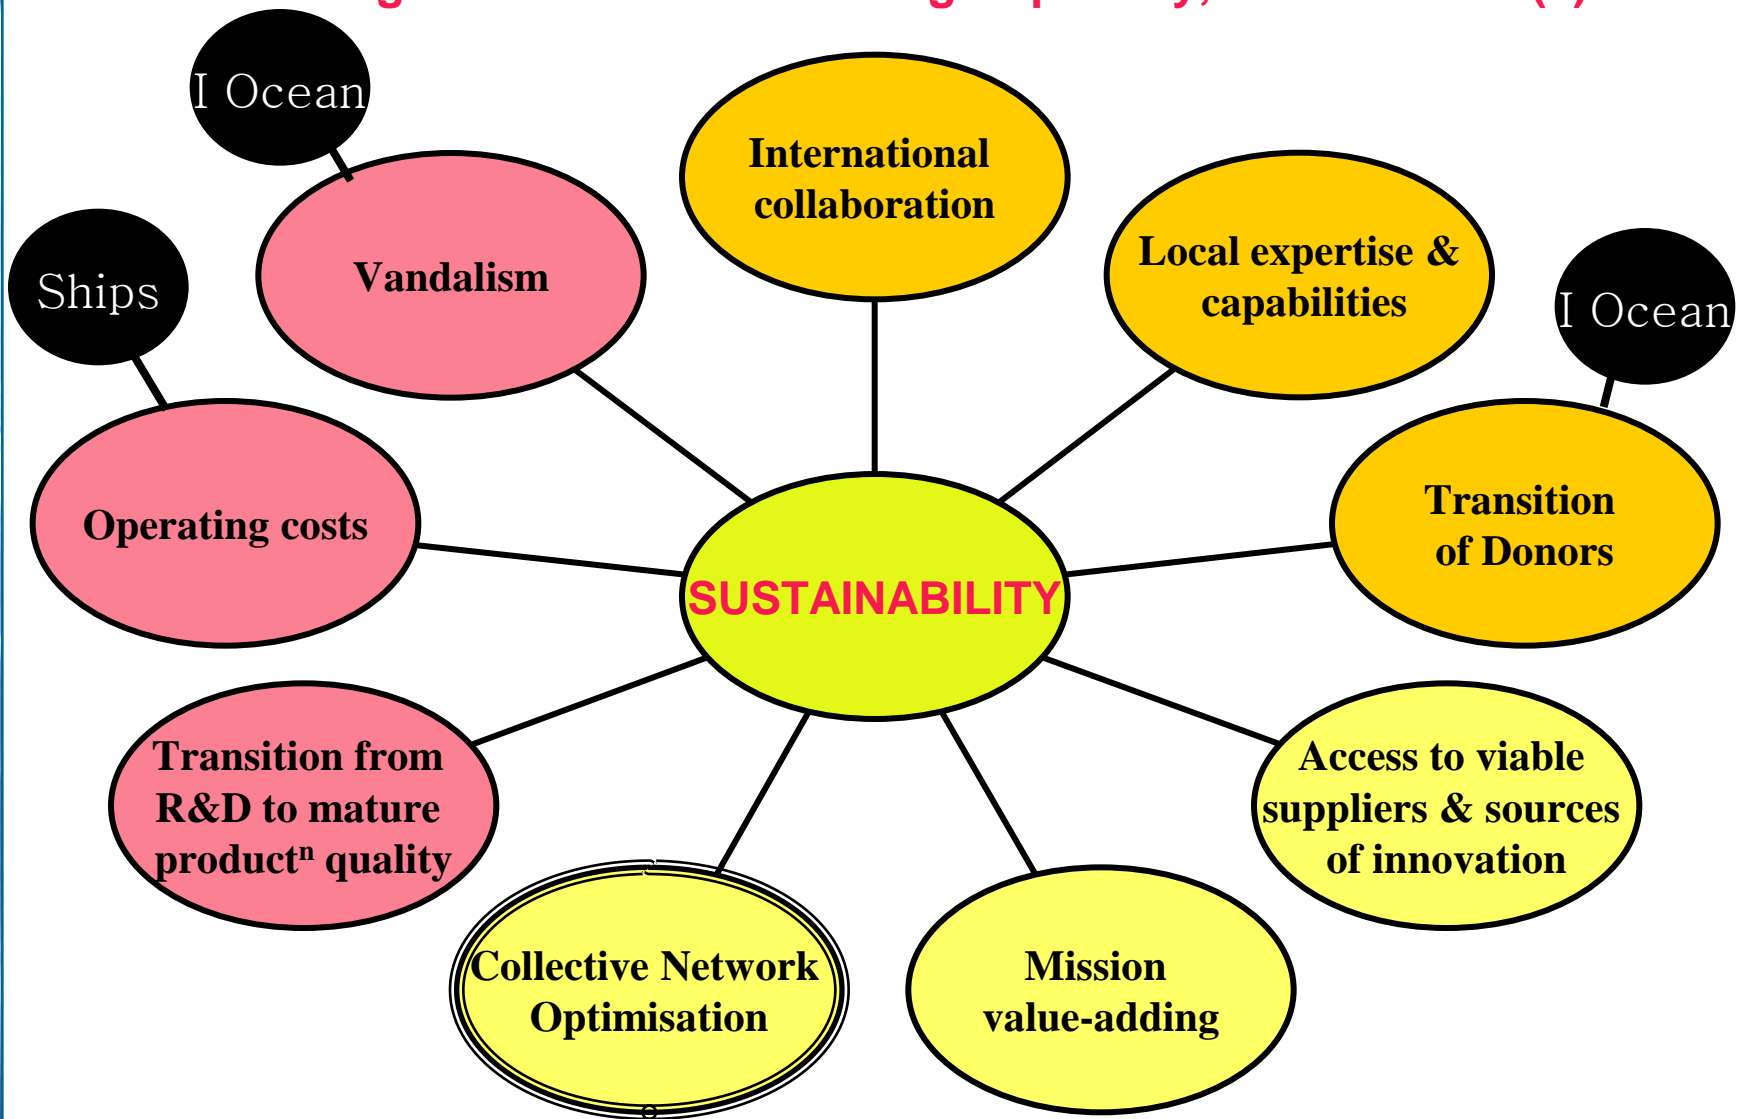 I Ocean
International
collaboration
Vandalism
Local expertise &
capabilities
Ships
I Ocean
Operating costs
Transition
of Donors
SUSTAINABILITY
Transition from
R&D to mature
productⁿ quality
Access to viable
suppliers & sources
of innovation
Collective Network
Optimisation
Mission
value-adding